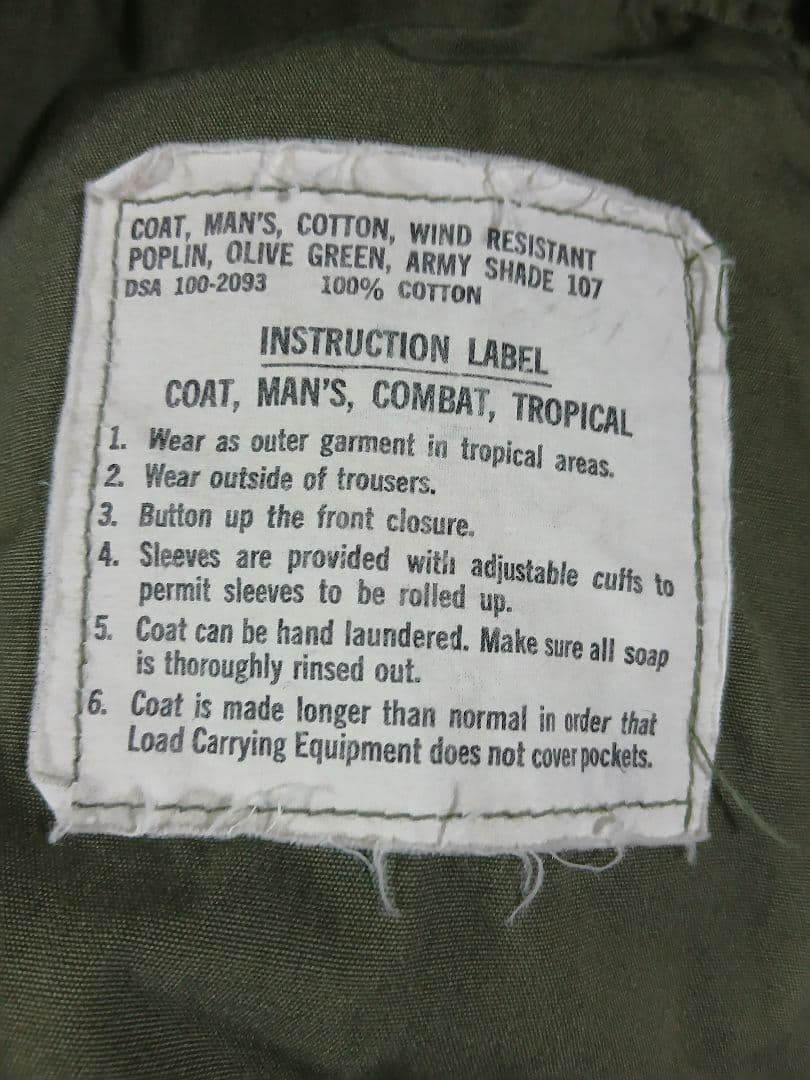 COAT, MAN'S, COTTON, WIND RESISTANT
POPLIN, OLIVE GREEN, ARMY SHADE 107
DSA 100-2093 100% COTTON
INSTRUCTION LABEL
COAT, MAN'S, COMBAT, TROPICAL
1. Wear as outer garment in tropical areas.
2. Wear outside of trousers.
3. Button up the front closure.
4. Sleeves are provided with adjustable cuffs to
permit sleeves to be rolled up.
5. Coat can be hand laundered. Make sure all soap
is thoroughly rinsed out.
6. Coat is made longer than normal in order that
Load Carrying Equipment does not cover pockets.